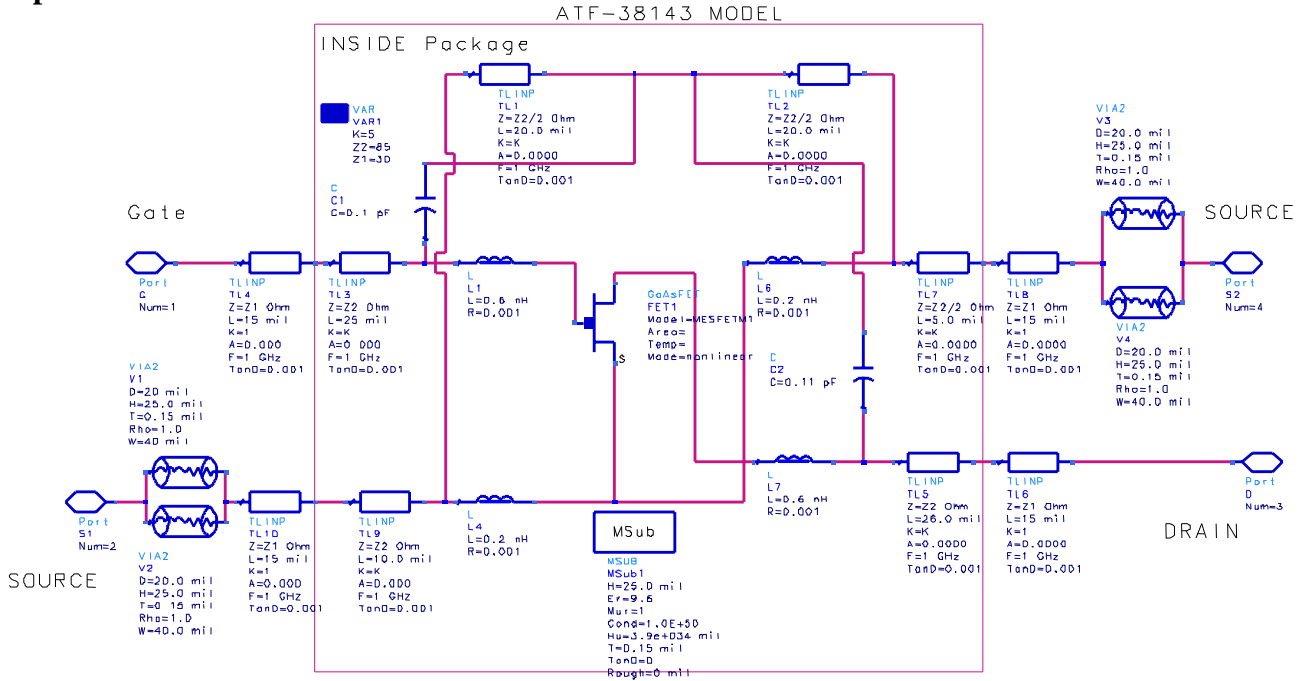 ATF-38143 MODEL
INSIDE Package
VAR
VAR1
K=5
Z2=85
Z1=30
TLINP
TL1
Z=Z2/2 Ohm
L=20.0 mil
K=K
A=0.0000
F=1 GHz
TanD=0.001
TLINP
TL2
Z=Z2/2 Ohm
L=20.0 mil
K=K
A=0.0000
F=1 GHz
TanD=0.001
VIA2
V3
D=20.0 mil
H=25.0 mil
T=0.15 mil
Rho=1.0
W=40.0 mil
C
C1
C=0.1 pF
Gate
SOURCE
Port
G
Num=1
TLINP
TL4
Z=Z1 Ohm
L=15 mil
K=1
A=0.000
F=1 GHz
TanD=0.001
TLINP
TL3
Z=Z2 Ohm
L=25 mil
K=K
A=0.000
F=1 GHz
TanD=0.001
L
L1
L=0.6 nH
R=0.001
GaAsFET
FET1
Model=MESFETM1
Area=
Temp=
Mode=nonlinear
S
L
L6
L=0.2 nH
R=0.001
C
C2
C=0.11 pF
TLINP
TL7
Z=Z2/2 Ohm
L=5.0 mil
K=K
A=0.0000
F=1 GHz
TanD=0.001
TLINP
TL8
Z=Z1 Ohm
L=15 mil
K=1
A=0.0000
F=1 GHz
TanD=0.001
Port
S2
Num=4
VIA2
V4
D=20.0 mil
H=25.0 mil
T=0.15 mil
Rho=1.0
W=40.0 mil
VIA2
V1
D=20 mil
H=25.0 mil
T=0.15 mil
Rho=1.0
W=40 mil
Port
S1
Num=2
SOURCE
VIA2
V2
D=20.0 mil
H=25.0 mil
T=0.15 mil
Rho=1.0
W=40.0 mil
TLINP
TL10
Z=Z1 Ohm
L=15 mil
K=1
A=0.000
F=1 GHz
TanD=0.001
TLINP
TL9
Z=Z2 Ohm
L=10.0 mil
K=K
A=0.000
F=1 GHz
TanD=0.001
L
L4
L=0.2 nH
R=0.001
MSub
MSUB
MSub1
H=25.0 mil
Er=9.6
Mur=1
Cond=1.0E+50
Hu=3.9e+034 mil
T=0.15 mil
TanD=0
Rough=0 mil
L
L7
L=0.6 nH
R=0.001
TLINP
TL5
Z=Z2 Ohm
L=26.0 mil
K=K
A=0.0000
F=1 GHz
TanD=0.001
TLINP
TL6
Z=Z1 Ohm
L=15 mil
K=1
A=0.0000
F=1 GHz
TanD=0.001
Port
D
Num=3
DRAIN